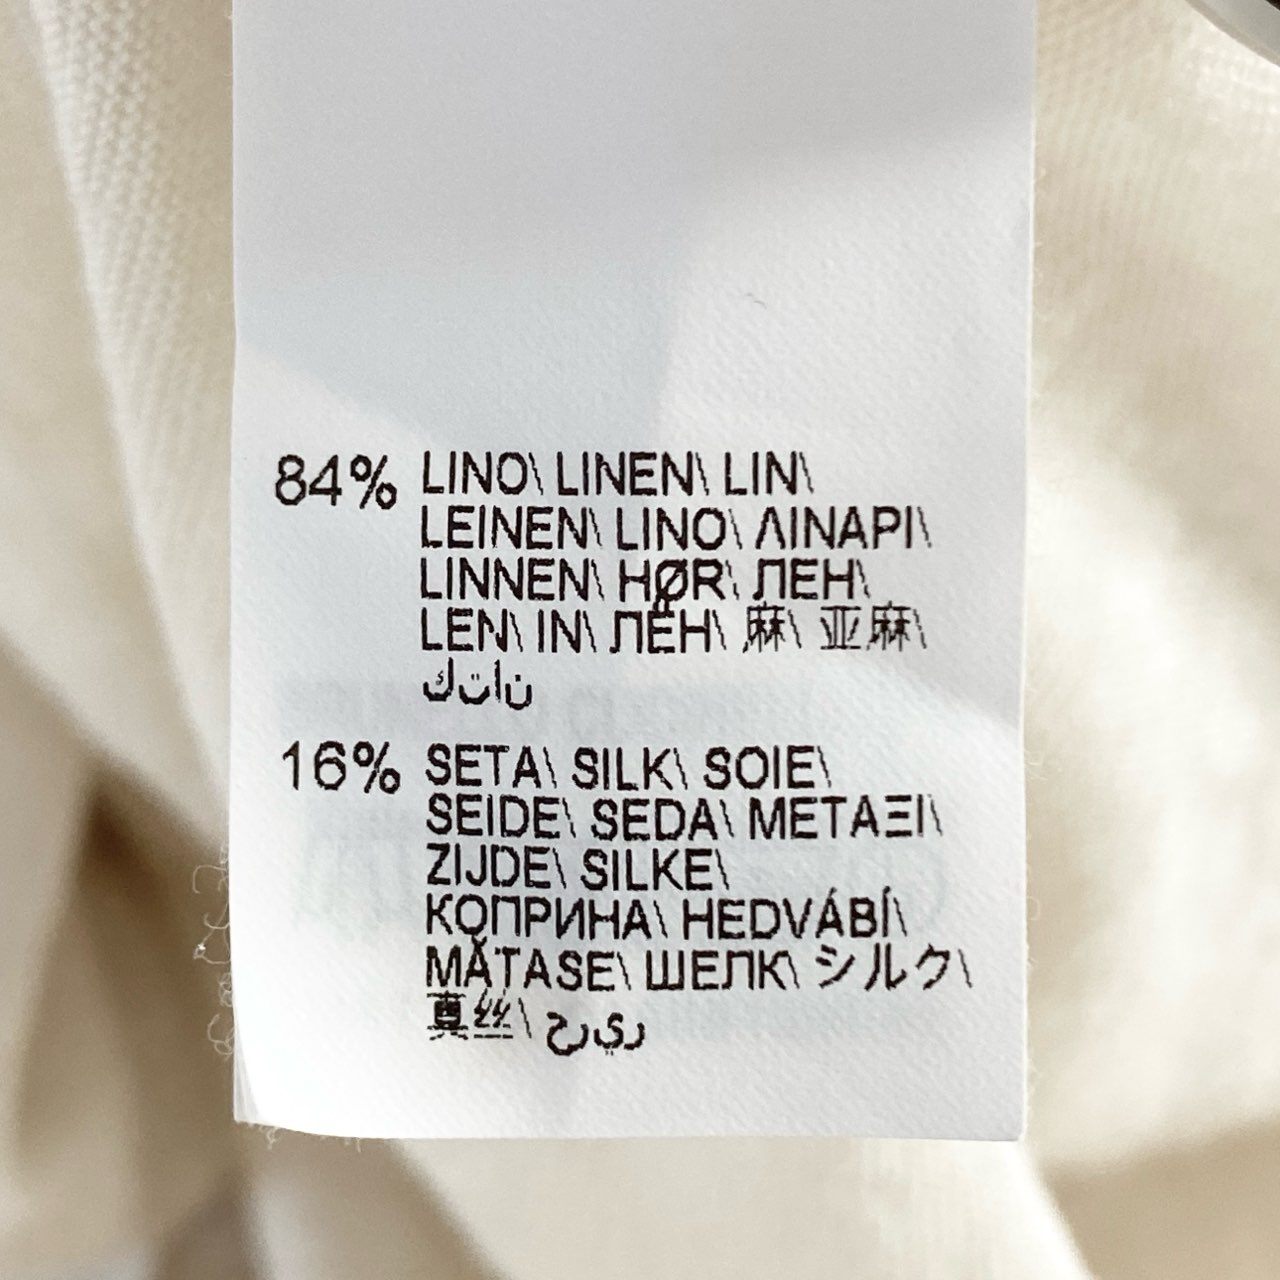 84% LINO\ LINEN\ LIN\
LEINEN\ LINO\ ΛΙΝΑΡΙ\
LINNEN\ HØR\ ЛЕН\
LEN\ IN\ ЛЁН\ 麻\ 亚麻\
كتان
16% SETA\ SILK\ SOIE\
SEIDE\ SEDA\ ΜΕΤΑΞΙ\
ZIJDE\ SILKE\
КОПРИНА\ HEDVÁBÍ\
MĂTASE\ ШЕЛК\ シルク\
真丝\ حرير